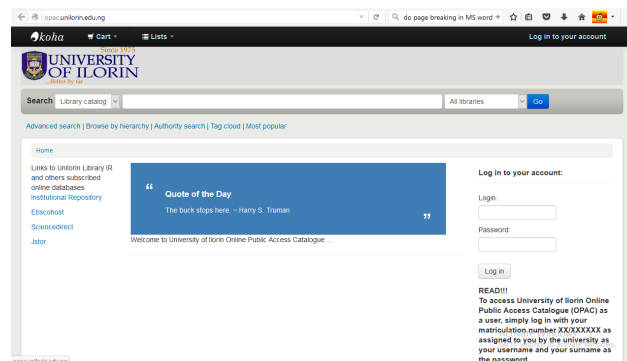 opac.unilorin.edu.ng
do page breaking in MS word
koha Cart Lists Log in to your account
Since 1975
UNIVERSITY
OF ILORIN
...Better by far
Search Library catalog All libraries Go
Advanced search | Browse by hierarchy | Authority search | Tag cloud | Most popular
Home
Links to Unilorin Library IR
and others subscribed
online databases
Institutional Repository
Ebscohost
Sciencedirect
Jstor
“ Quote of the Day
The buck stops here. ~ Harry S. Truman ”
Welcome to University of Ilorin Online Public Access Catalogue ...
Log in to your account:
Login:
Password:
Log in
READ!!!
To access University of Ilorin Online
Public Access Catalogue (OPAC) as
a user, simply log in with your
matriculation number XX/XXXXXX as
assigned to you by the university as
your username and your surname as
the password